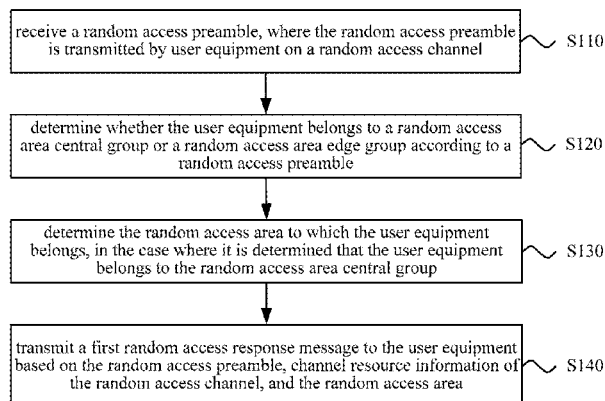 receive a random access preamble, where the random access preamble
is transmitted by user equipment on a random access channel
S110
determine whether the user equipment belongs to a random access
area central group or a random access area edge group according to a
random access preamble
S120
determine the random access area to which the user equipment
belongs, in the case where it is determined that the user equipment
belongs to the random access area central group
S130
transmit a first random access response message to the user equipment
based on the random access preamble, channel resource information of
the random access channel, and the random access area
S140